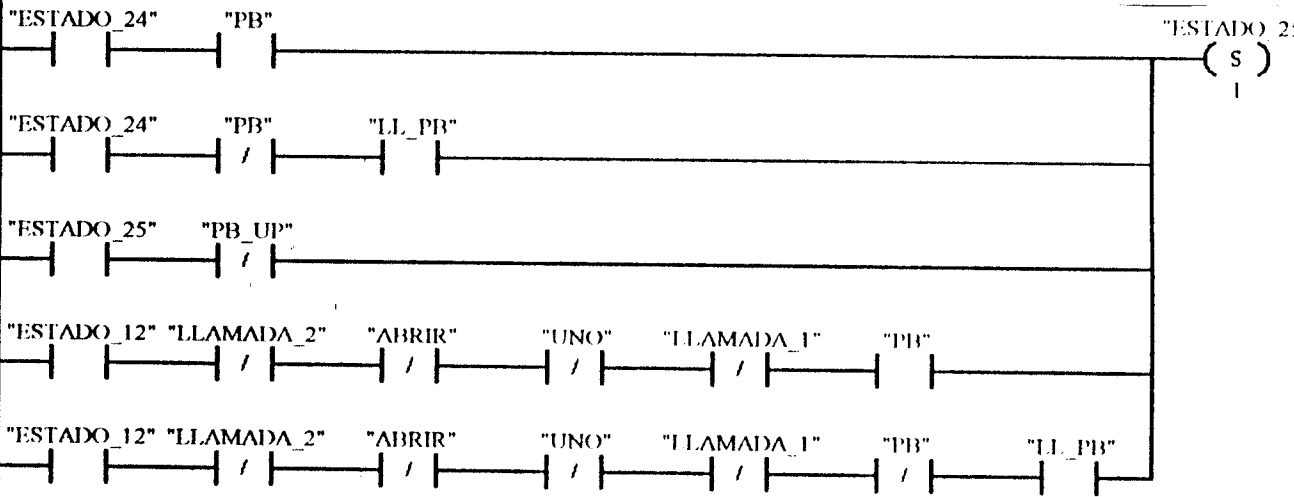 "ESTADO_24" "PB"
"ESTADO_2
( S )
"ESTADO_24" "PB" "LL_PB"
/
"ESTADO_25" "PB_UP"
/
"ESTADO_12" "LLAMADA_2" "ABRIR" "UNO" "LLAMADA_1" "PB"
/ / / /
"ESTADO_12" "LLAMADA_2" "ABRIR" "UNO" "LLAMADA_1" "PB" "LL_PB"
/ / / / /